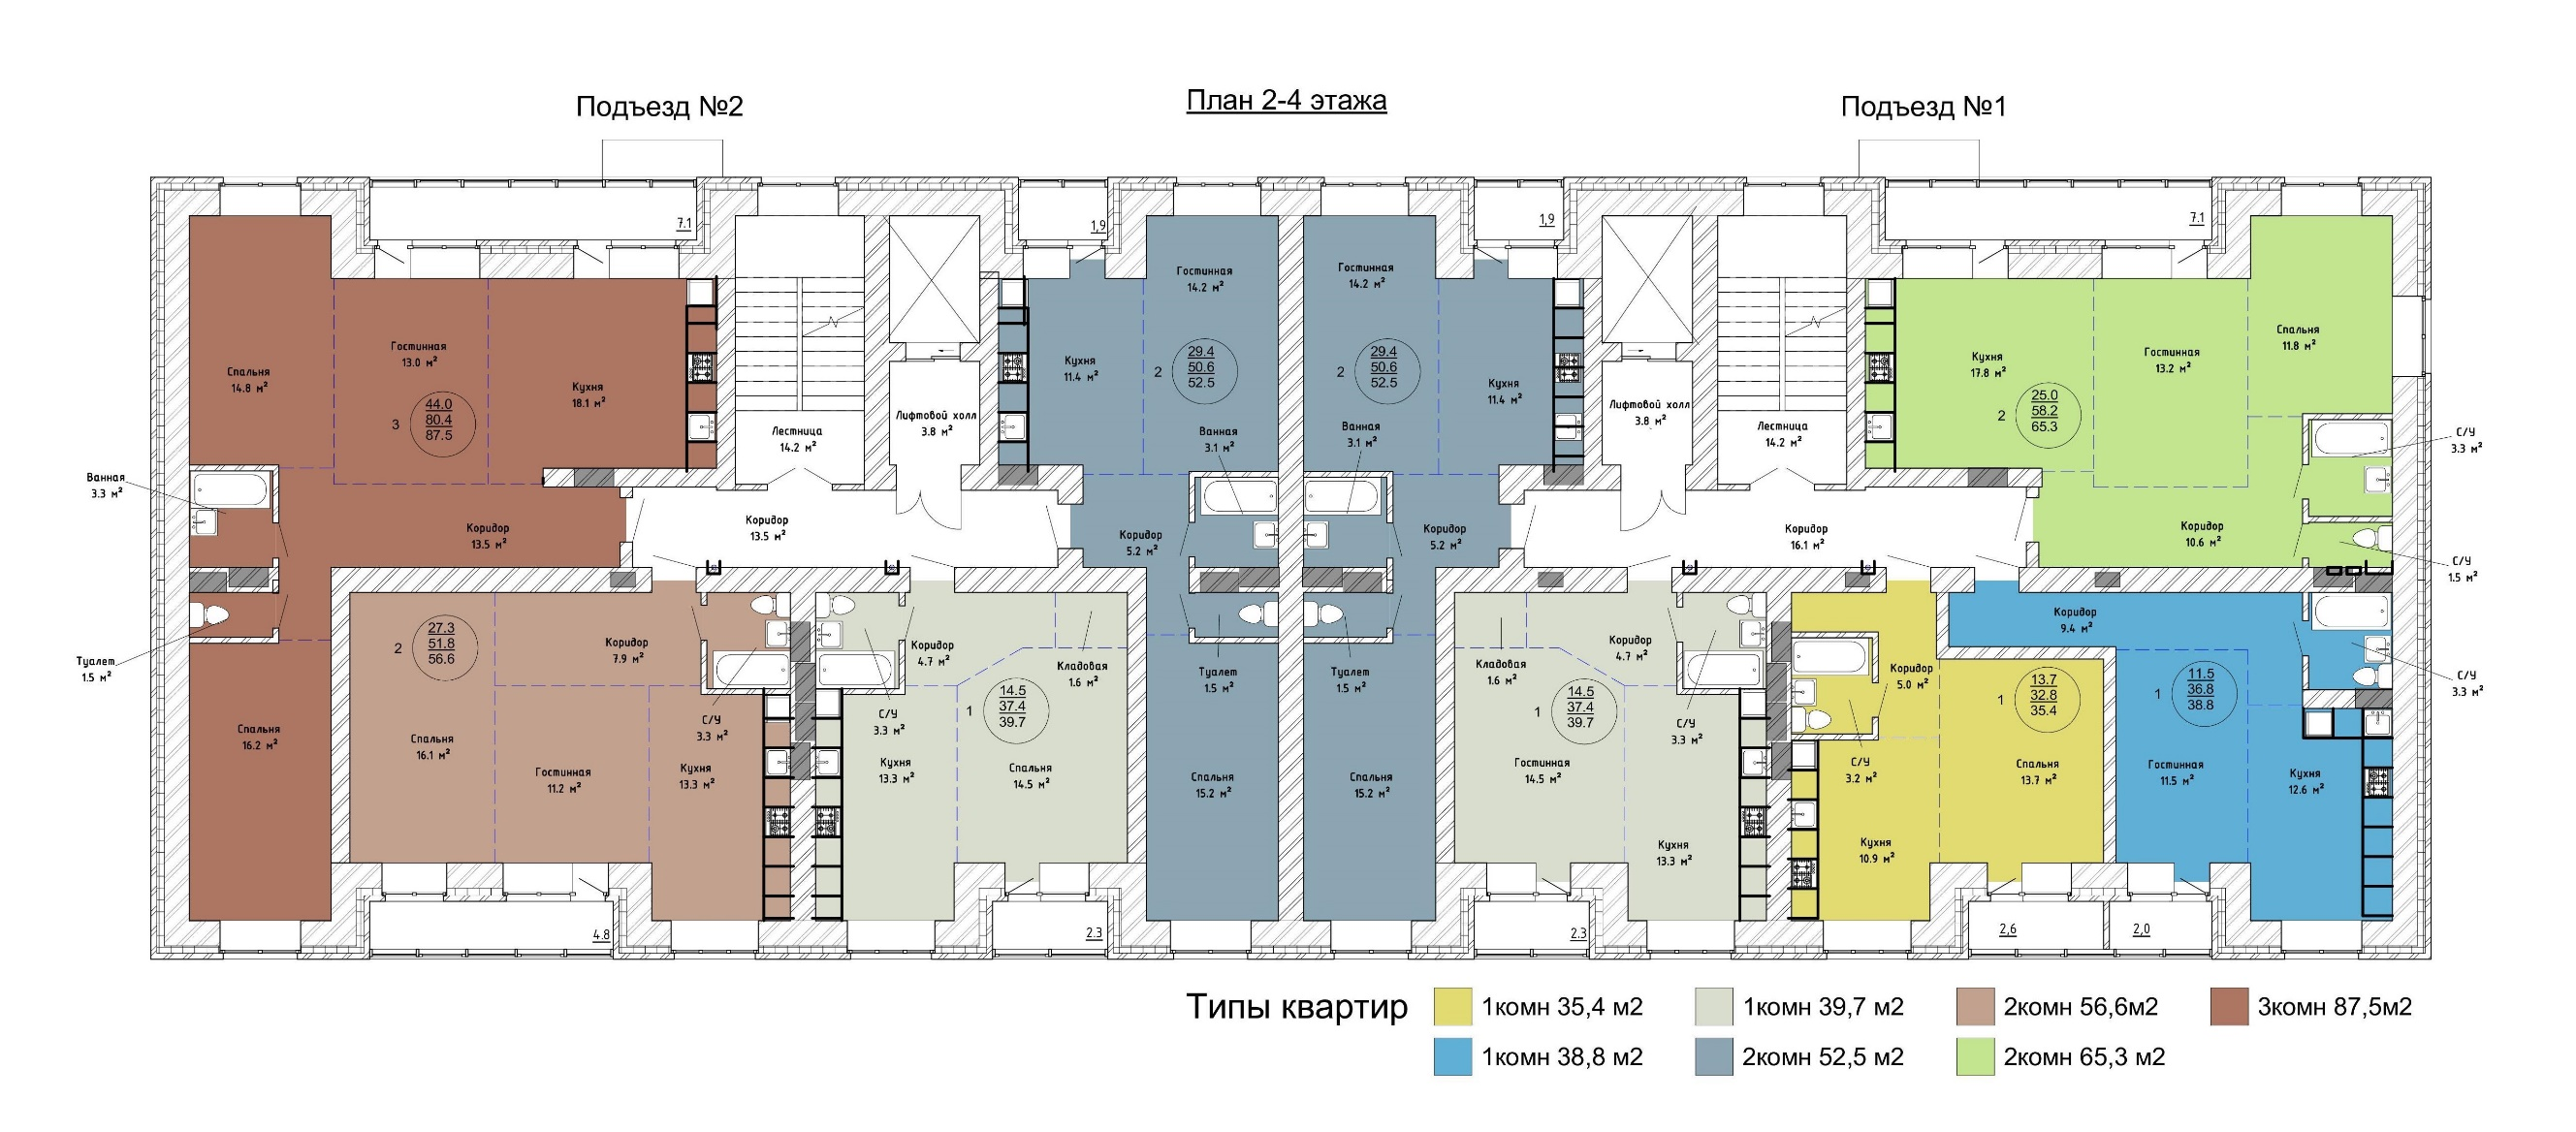 План 2-4 этажа
Подъезд №2
Подъезд №1
7.1
1,9
1,9
7.1
Спальня
14.8 м²
Гостинная
13.0 м²
44.0
3
80.4
87.5
Кухня
18.1 м²
Ванная
3.3 м²
Коридор
13.5 м²
Туалет
1.5 м²
Спальня
16.2 м²
Лестница
14.2 м²
Лифтовой холл
3.8 м²
Коридор
13.5 м²
27.3
2
51.8
56.6
Коридор
7.9 м²
Спальня
16.1 м²
Гостинная
11.2 м²
С/У
3.3 м²
Кухня
13.3 м²
4.8
Коридор
4.7 м²
Кладовая
1.6 м²
14.5
1
37.4
39.7
С/У
3.3 м²
Кухня
13.3 м²
Спальня
14.5 м²
2.3
Гостинная
14.2 м²
Кухня
11.4 м²
29.4
2
50.6
52.5
Ванная
3.1 м²
Коридор
5.2 м²
Туалет
1.5 м²
Спальня
15.2 м²
Гостинная
14.2 м²
29.4
2
50.6
52.5
Кухня
11.4 м²
Ванная
3.1 м²
Коридор
5.2 м²
Туалет
1.5 м²
Спальня
15.2 м²
Лифтовой холл
3.8 м²
Лестница
14.2 м²
Коридор
16.1 м²
Кладовая
1.6 м²
Коридор
4.7 м²
14.5
1
37.4
39.7
С/У
3.3 м²
Гостинная
14.5 м²
Кухня
13.3 м²
2.3
Кухня
17.8 м²
Гостинная
13.2 м²
Спальня
11.8 м²
25.0
2
58.2
65.3
С/У
3.3 м²
Коридор
10.6 м²
С/У
1.5 м²
Коридор
5.0 м²
13.7
1
32.8
35.4
С/У
3.2 м²
Спальня
13.7 м²
Кухня
10.9 м²
2,6
Коридор
9.4 м²
11.5
1
36.8
38.8
С/У
3.3 м²
Гостинная
11.5 м²
Кухня
12.6 м²
2,0
Типы квартир
1комн 35,4 м2
1комн 39,7 м2
2комн 56,6м2
3комн 87,5м2
1комн 38,8 м2
2комн 52,5 м2
2комн 65,3 м2